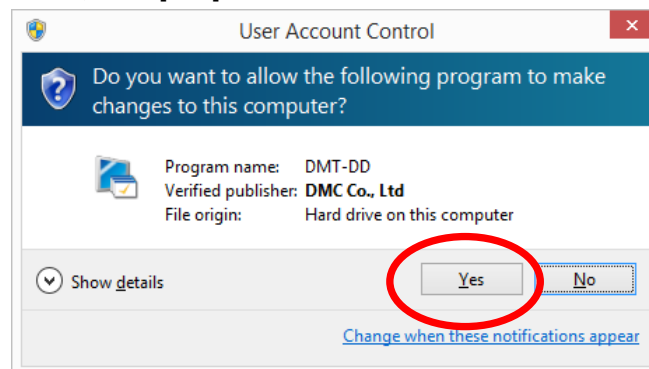 User Account Control
Do you want to allow the following program to make
changes to this computer?
Program name: DMT-DD
Verified publisher: DMC Co., Ltd
File origin: Hard drive on this computer
Show details
Yes
No
Change when these notifications appear